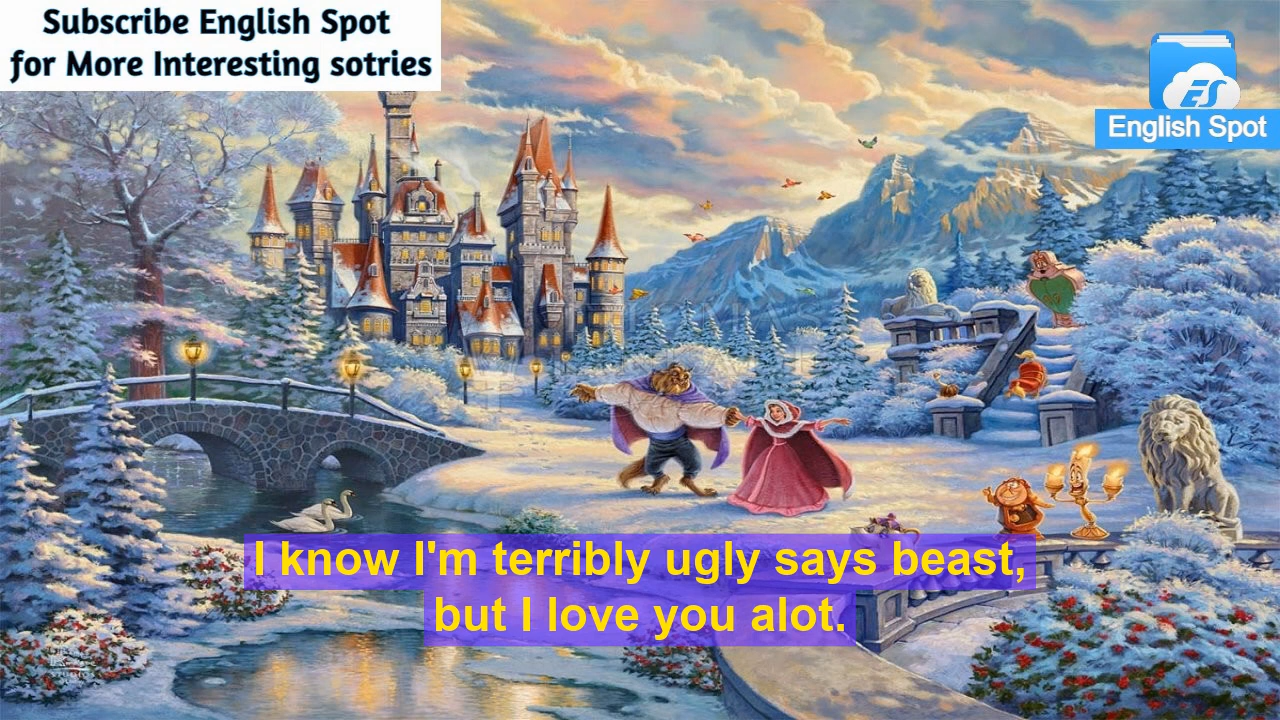 Subscribe English Spot
for More Interesting sotries
ES
English Spot
I know I'm terribly ugly says beast,
but I love you alot.